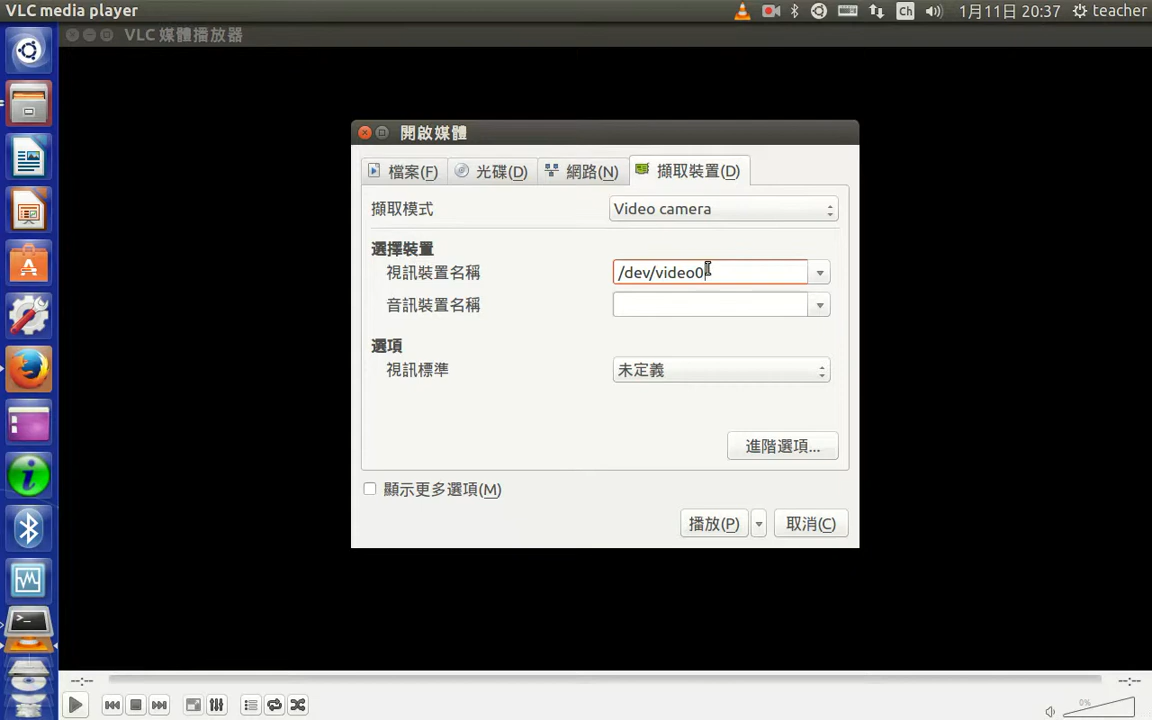 VLC media player
Ch
1月11日 20:37
teacher
VLC 媒體播放器
開啟媒體
檔案(F)
光碟(D)
網路(N)
擷取裝置(D)
擷取模式
Video camera
選擇裝置
視訊裝置名稱
/dev/video0
音訊裝置名稱
選項
視訊標準
未定義
進階選項...
顯示更多選項(M)
播放(P)
取消(C)
--:--
--:--
0%